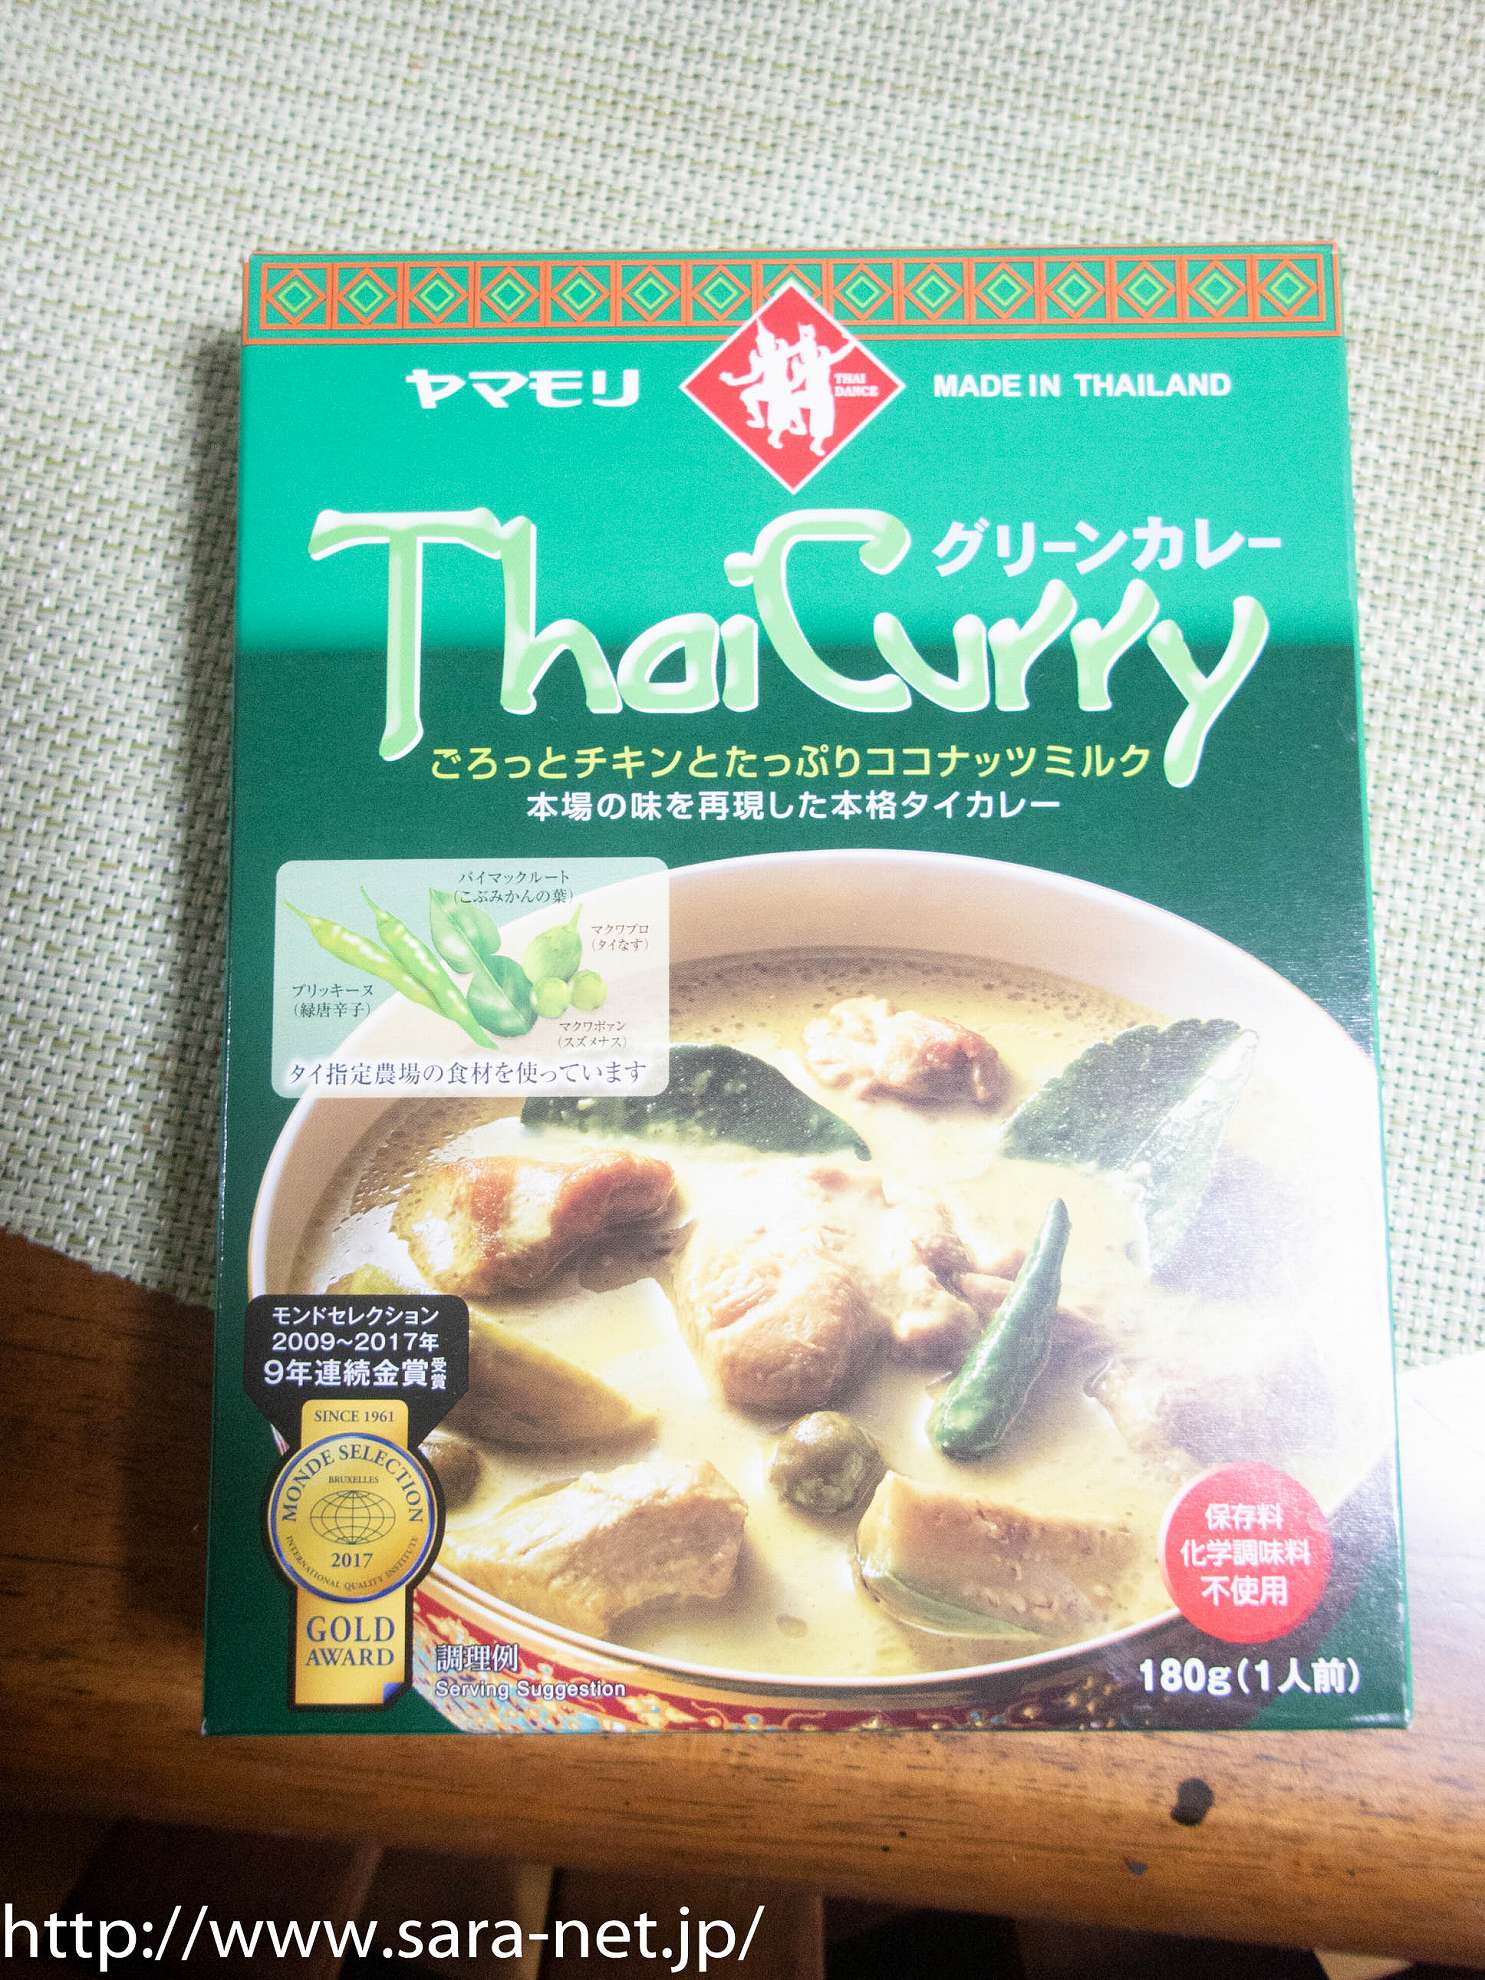 ヤマモリ
THAI
DANCE
MADE IN THAILAND
グリーンカレー
Thai Curry
ごろっとチキンとたっぷりココナッツミルク
本場の味を再現した本格タイカレー
バイマックルート
(こぶみかんの葉)
マクワプロ
(タイなす)
プリッキーヌ
(緑唐辛子)
マクワポァン
(スズメナス)
タイ指定農場の食材を使っています
モンドセレクション
2009～2017年
9年連続金賞受賞
SINCE 1961
MONDE SELECTION
BRUXELLES
2017
INTERNATIONAL QUALITY INSTITUTE
GOLD
AWARD
調理例
Serving Suggestion
保存料
化学調味料
不使用
180g(1人前)
http://www.sara-net.jp/